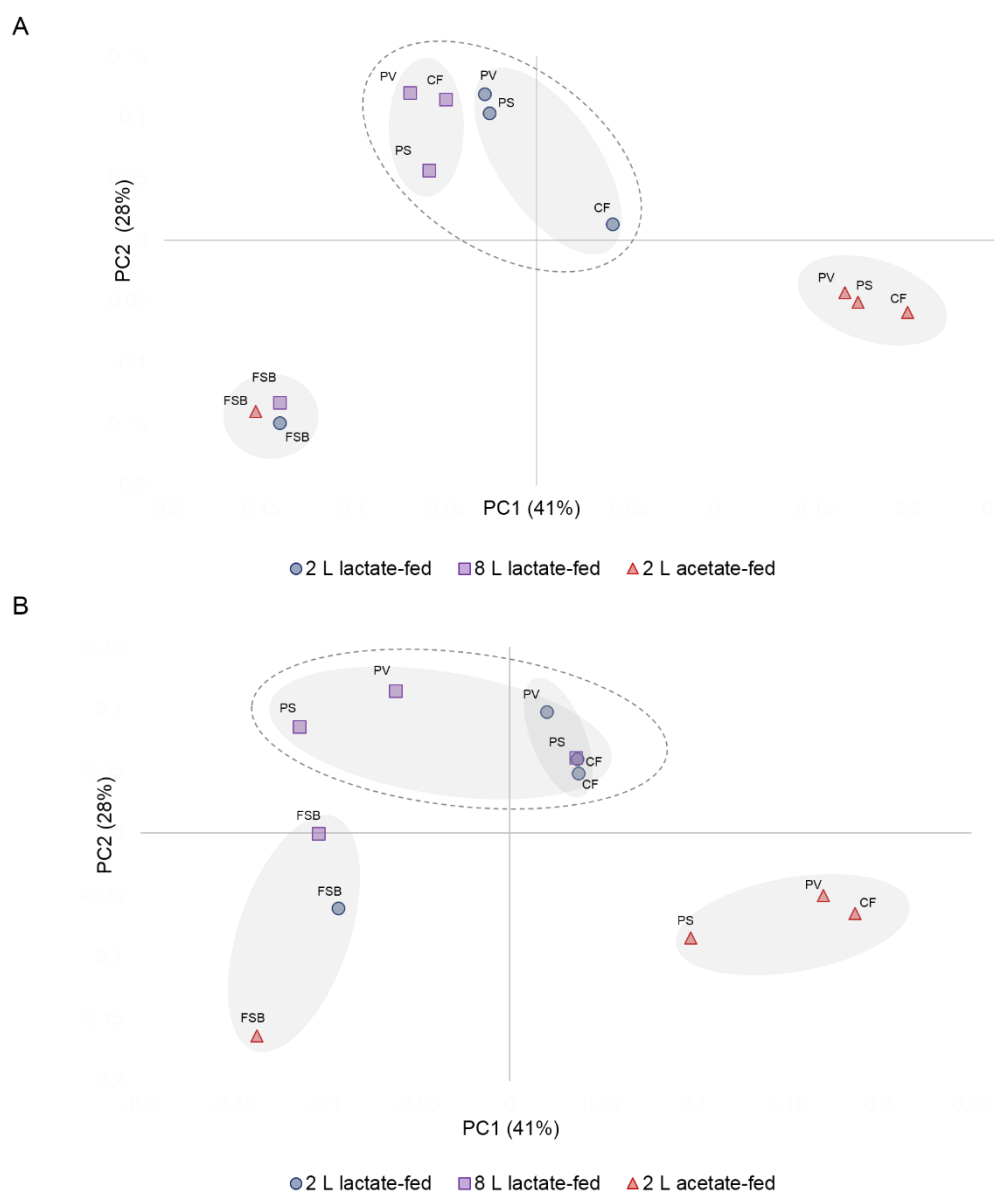 A
PV
CF
PV
PS
PS
CF
PC2 (28%)
PV
PS
CF
FSB
FSB
FSB
PC1 (41%)
2 L lactate-fed 8 L lactate-fed 2 L acetate-fed
B
PV
PV
PS
PS
CF
CF
PC2 (28%)
FSB
FSB
PV
CF
PS
FSB
PC1 (41%)
2 L lactate-fed 8 L lactate-fed 2 L acetate-fed